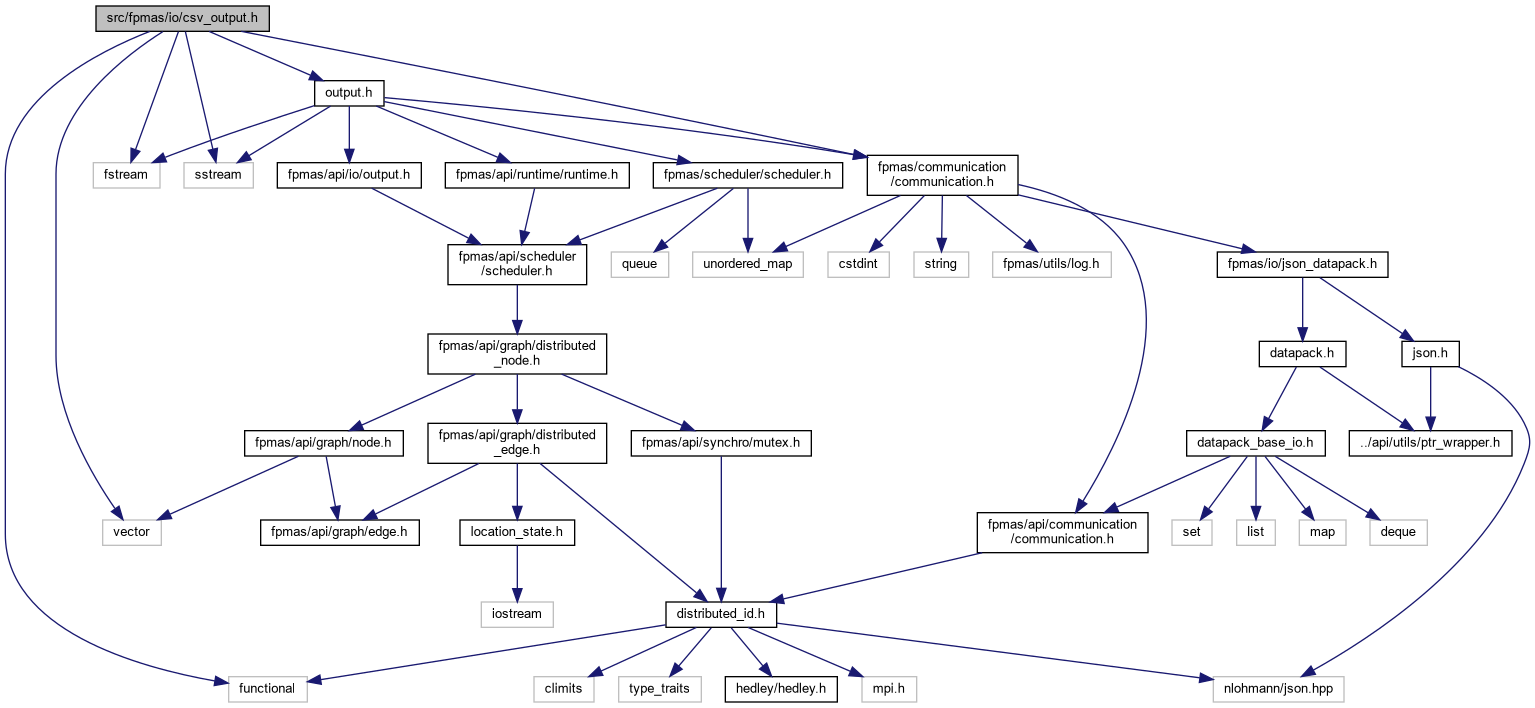 src/fpmas/io/csv_output.h
output.h
fstream
sstream
fpmas/api/io/output.h
fpmas/api/runtime/runtime.h
fpmas/scheduler/scheduler.h
fpmas/communication
/communication.h
fpmas/api/scheduler
/scheduler.h
queue
unordered_map
cstdint
string
fpmas/utils/log.h
fpmas/io/json_datapack.h
fpmas/api/graph/distributed
_node.h
datapack.h
json.h
fpmas/api/graph/node.h
fpmas/api/graph/distributed
_edge.h
fpmas/api/synchro/mutex.h
datapack_base_io.h
../api/utils/ptr_wrapper.h
vector
fpmas/api/graph/edge.h
location_state.h
fpmas/api/communication
/communication.h
set
list
map
deque
iostream
distributed_id.h
functional
climits
type_traits
hedley/hedley.h
mpi.h
nlohmann/json.hpp